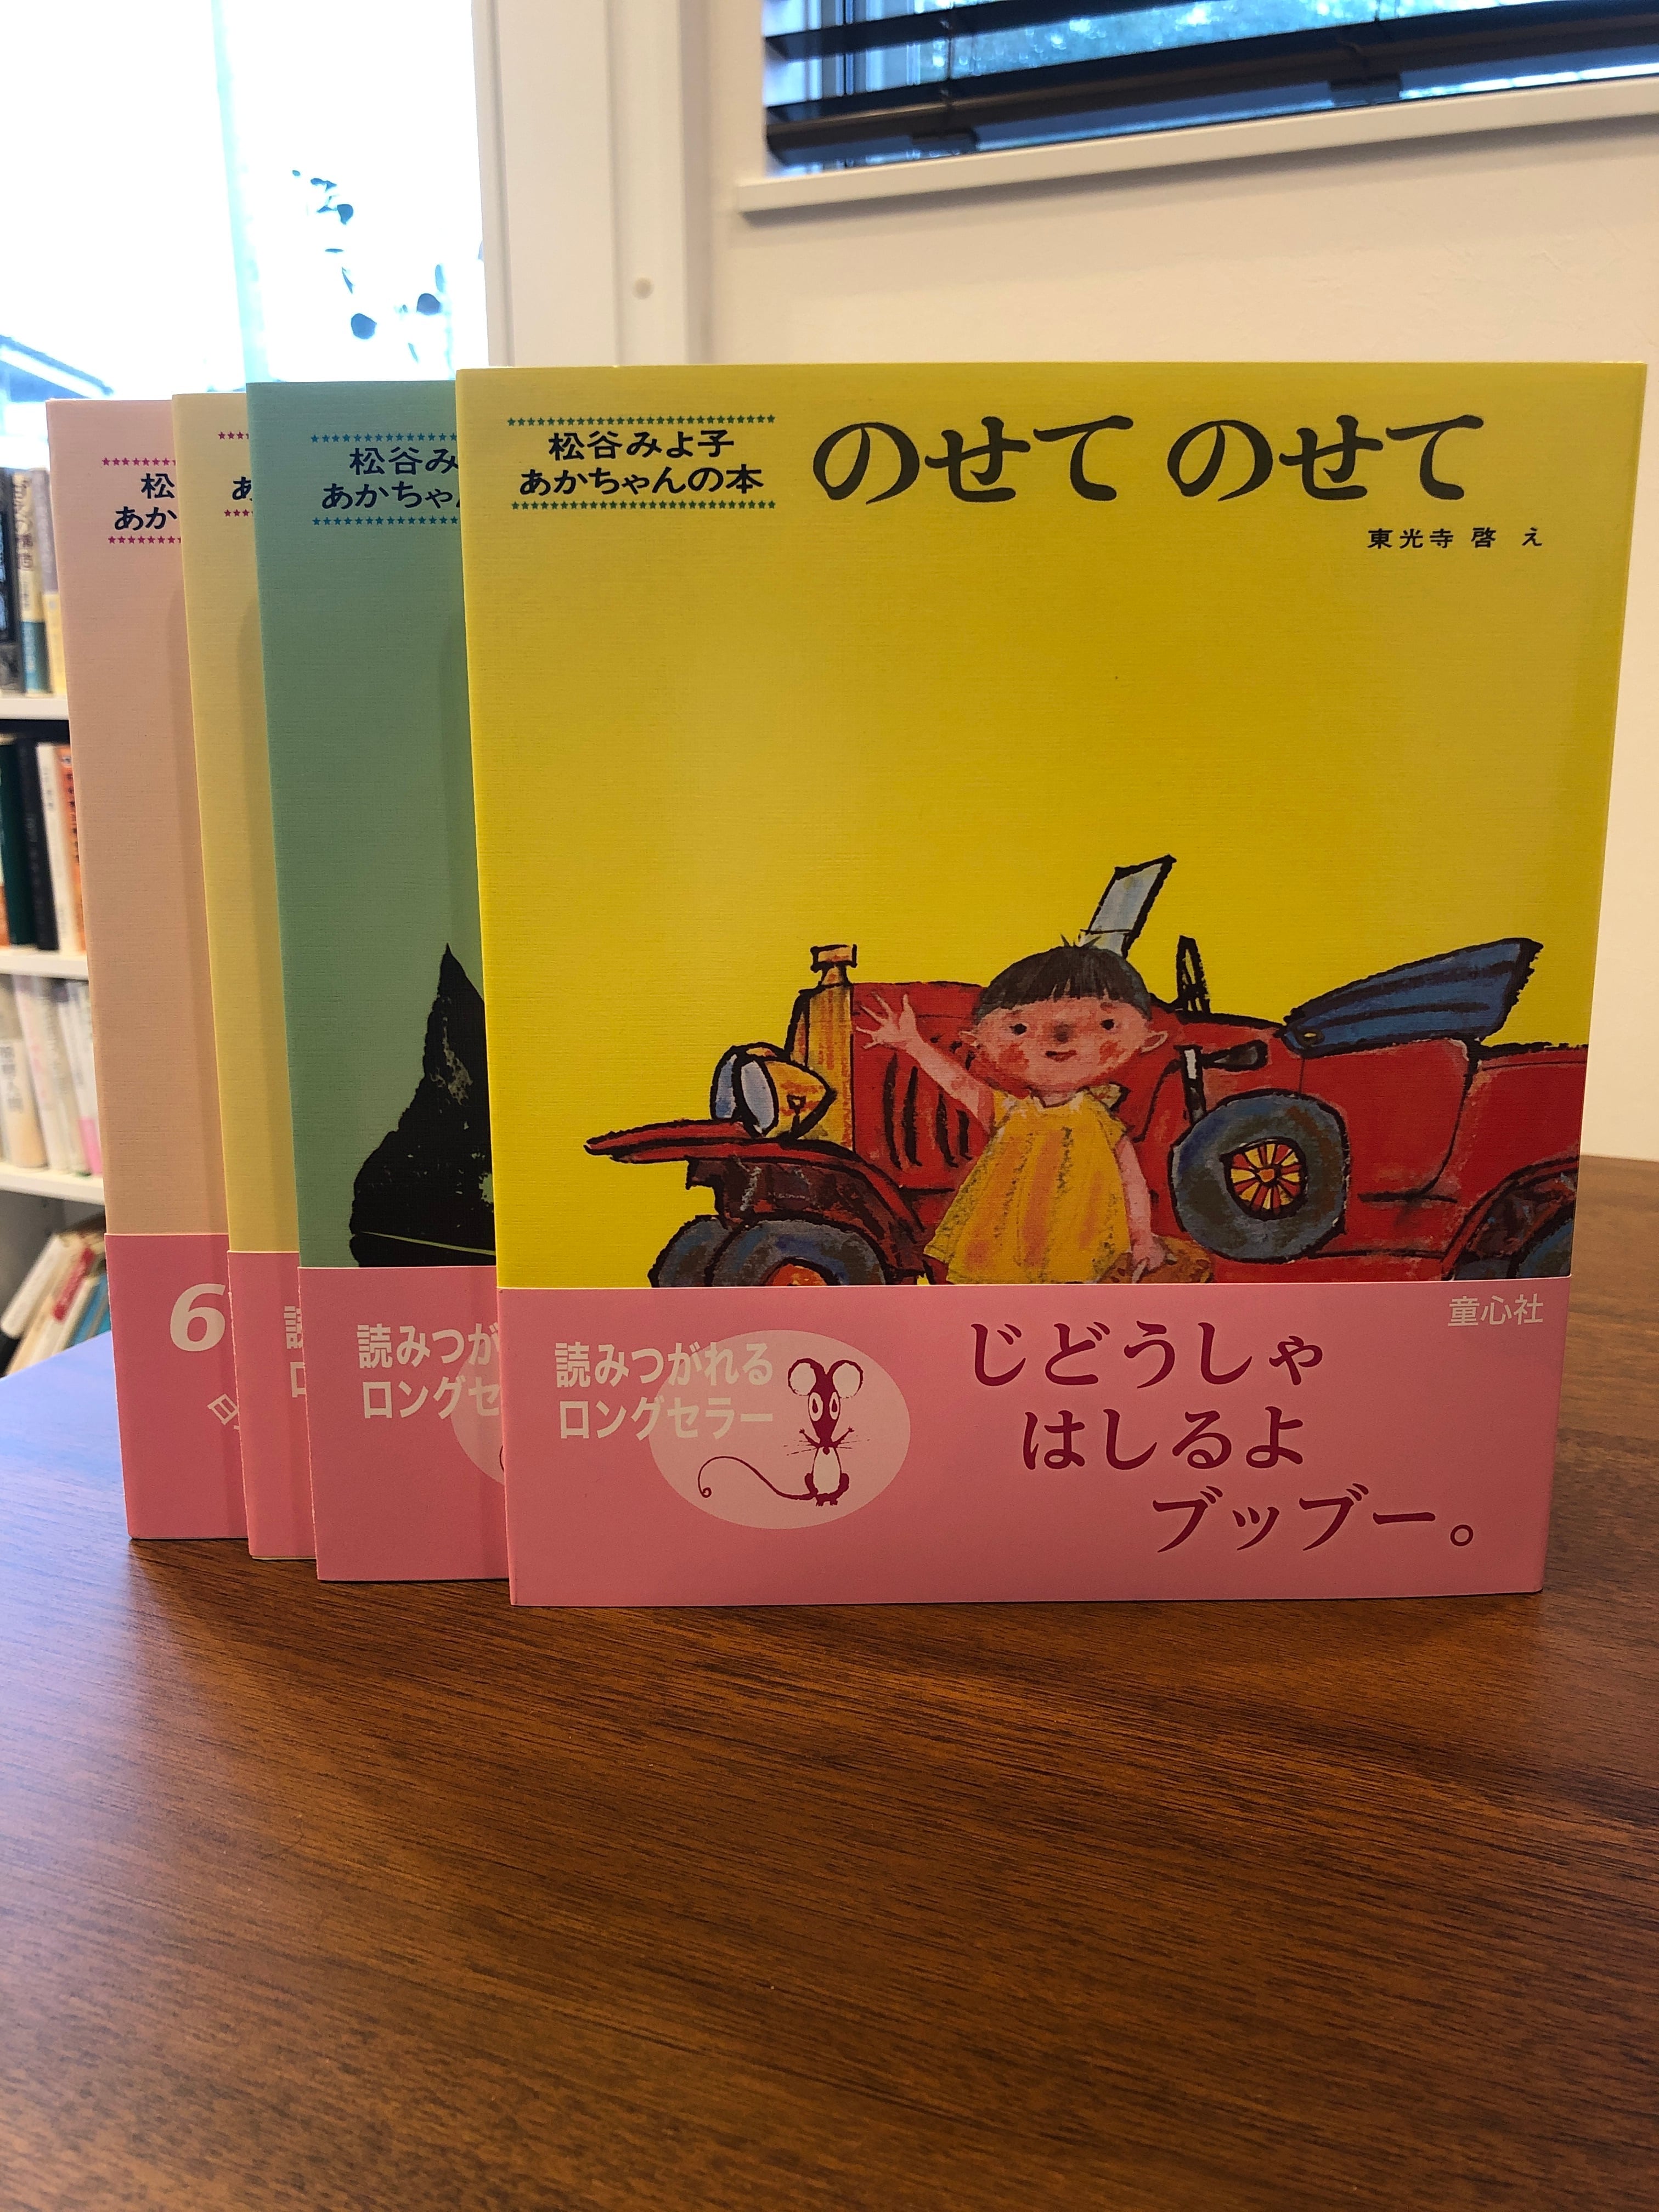 松谷みよ子
あかちゃんの本
のせて のせて
東光寺 啓 え
童心社
読みつがれる
ロングセラー
じどうしゃ
はしるよ
ブッブー。
松谷み
あかちゃ
読みつが
ロングセ
あ
読
ロ
松
あか
6